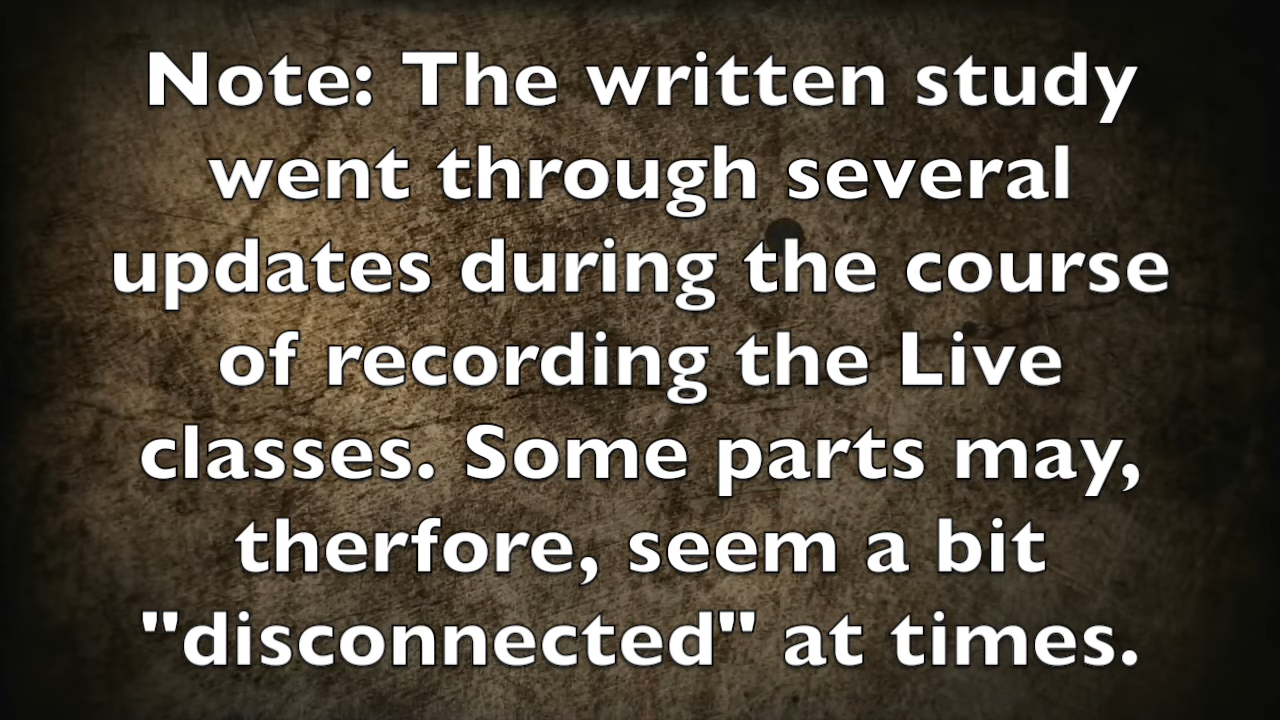 Note: The written study
went through several
updates during the course
of recording the Live
classes. Some parts may,
therfore, seem a bit
"disconnected" at times.